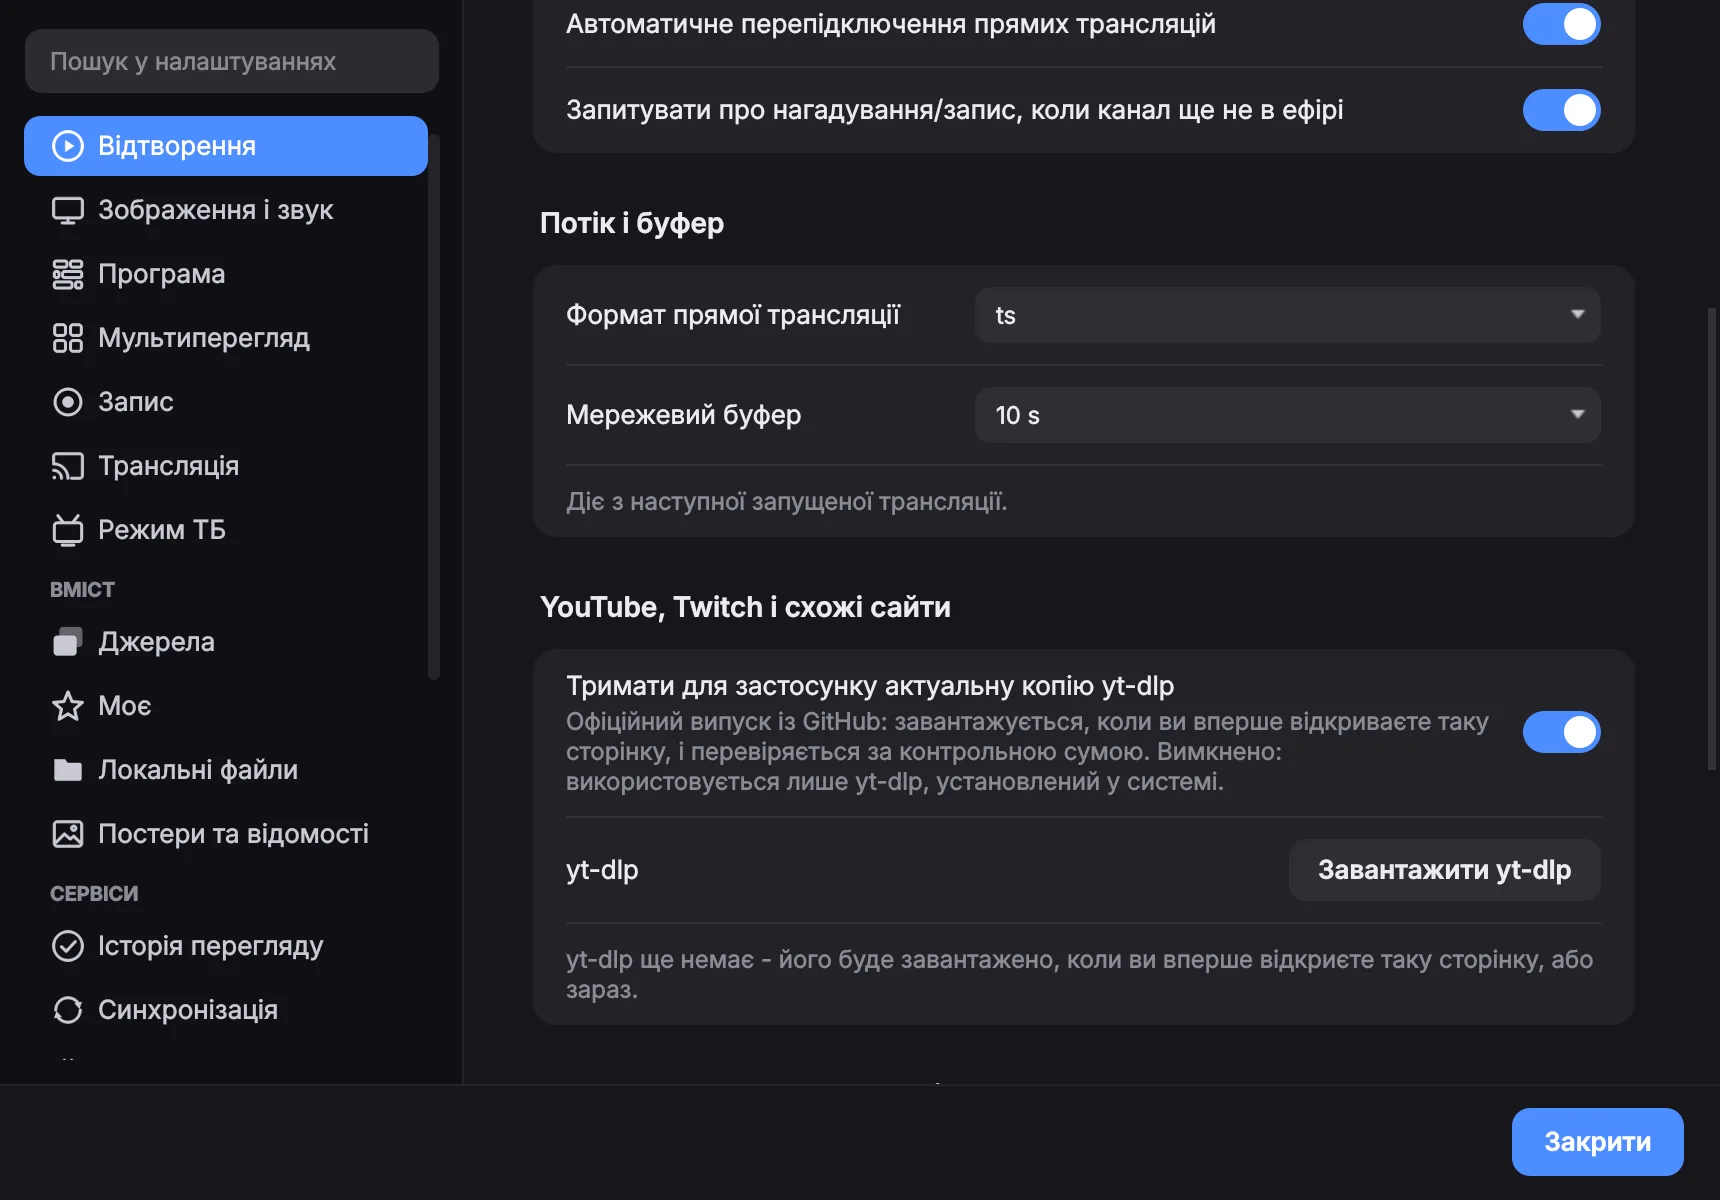 Пошук у налаштуваннях
Відтворення
Зображення і звук
Програма
Мультиперегляд
Запис
Трансляція
Режим ТБ
ВМІСТ
Джерела
Моє
Локальні файли
Постери та відомості
СЕРВІСИ
Історія перегляду
Синхронізація
Автоматичне перепідключення прямих трансляцій
Запитувати про нагадування/запис, коли канал ще не в ефірі
Потік і буфер
Формат прямої трансляції
ts
Мережевий буфер
10 s
Діє з наступної запущеної трансляції.
YouTube, Twitch і схожі сайти
Тримати для застосунку актуальну копію yt-dlp
Офіційний випуск із GitHub: завантажується, коли ви вперше відкриваєте таку
сторінку, і перевіряється за контрольною сумою. Вимкнено:
використовується лише yt-dlp, установлений у системі.
yt-dlp
Завантажити yt-dlp
yt-dlp ще немає - його буде завантажено, коли ви вперше відкриєте таку сторінку, або
зараз.
Закрити